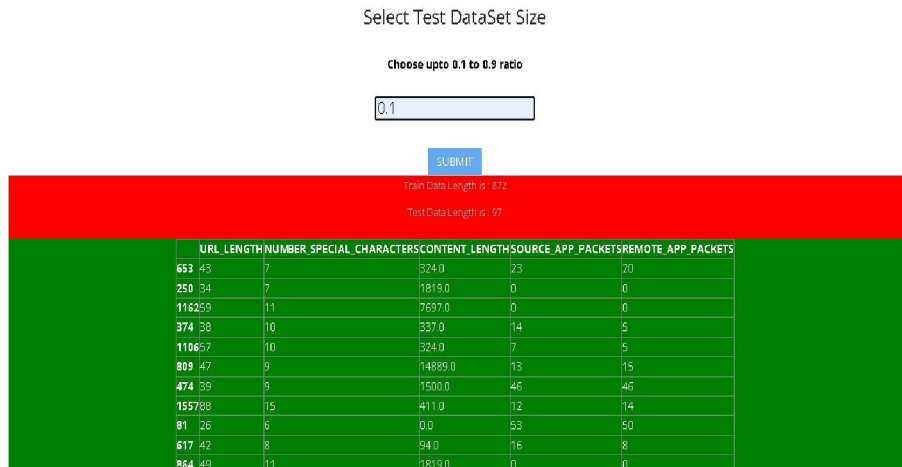 Select Test DataSet Size
Choose upto 0.1 to 0.9 ratio
0.1
SUBMIT
Train Data Length is : 872
Test Data Length is : 97
URL_LENGTH NUMBER_SPECIAL_CHARACTERS CONTENT_LENGTH SOURCE_APP_PACKETS REMOTE_APP_PACKETS
653 43 7 324.0 23 20
250 34 7 1819.0 0 0
1162 59 11 7697.0 0 0
374 38 10 337.0 14 5
1106 57 10 324.0 7 5
809 47 9 14889.0 13 15
474 39 9 1500.0 46 46
1557 88 15 411.0 12 14
81 26 6 0.0 53 50
617 42 8 94.0 16 8
864 49 11 1819.0 0 0